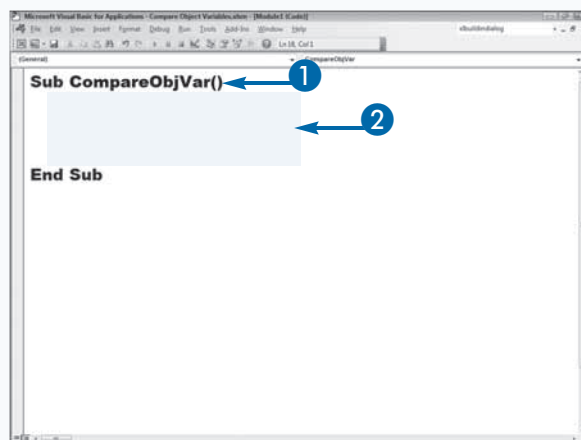 Microsoft Visual Basic for Applications - Compare Object Variables.xlsm - [Module1 (Code)]
File Edit View Insert Format Debug Run Tools Add-Ins Window Help
Ln 18, Col 1
(General) CompareObjVar
Sub CompareObjVar() 1
2
End Sub